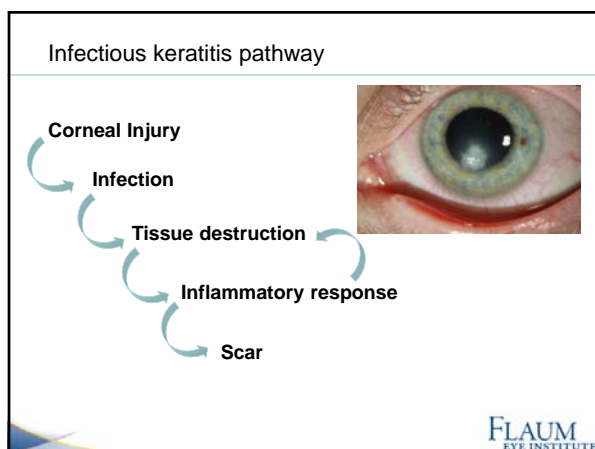 Infectious keratitis pathway
Corneal Injury
Infection
Tissue destruction
Inflammatory response
Scar
FLAUM
EYE INSTITUTE